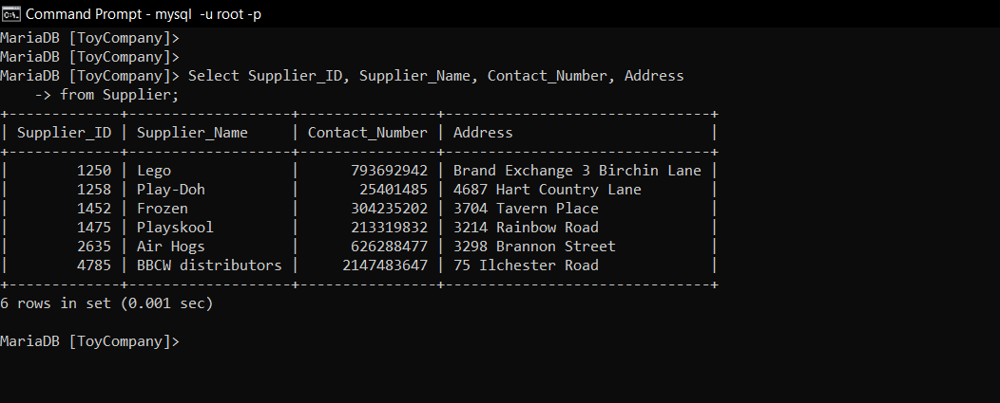 Command Prompt - mysql  -u root -p
MariaDB [ToyCompany]>
MariaDB [ToyCompany]>
MariaDB [ToyCompany]> Select Supplier_ID, Supplier_Name, Contact_Number, Address
    -> from Supplier;
+-------------+-------------------+----------------+-------------------------------+
| Supplier_ID | Supplier_Name     | Contact_Number | Address                       |
+-------------+-------------------+----------------+-------------------------------+
|        1250 | Lego              |      793692942 | Brand Exchange 3 Birchin Lane |
|        1258 | Play-Doh          |       25401485 | 4687 Hart Country Lane        |
|        1452 | Frozen            |      304235202 | 3704 Tavern Place             |
|        1475 | Playskool         |      213319832 | 3214 Rainbow Road             |
|        2635 | Air Hogs          |      626288477 | 3298 Brannon Street           |
|        4785 | BBCW distributors |     2147483647 | 75 Ilchester Road             |
+-------------+-------------------+----------------+-------------------------------+
6 rows in set (0.001 sec)
MariaDB [ToyCompany]>